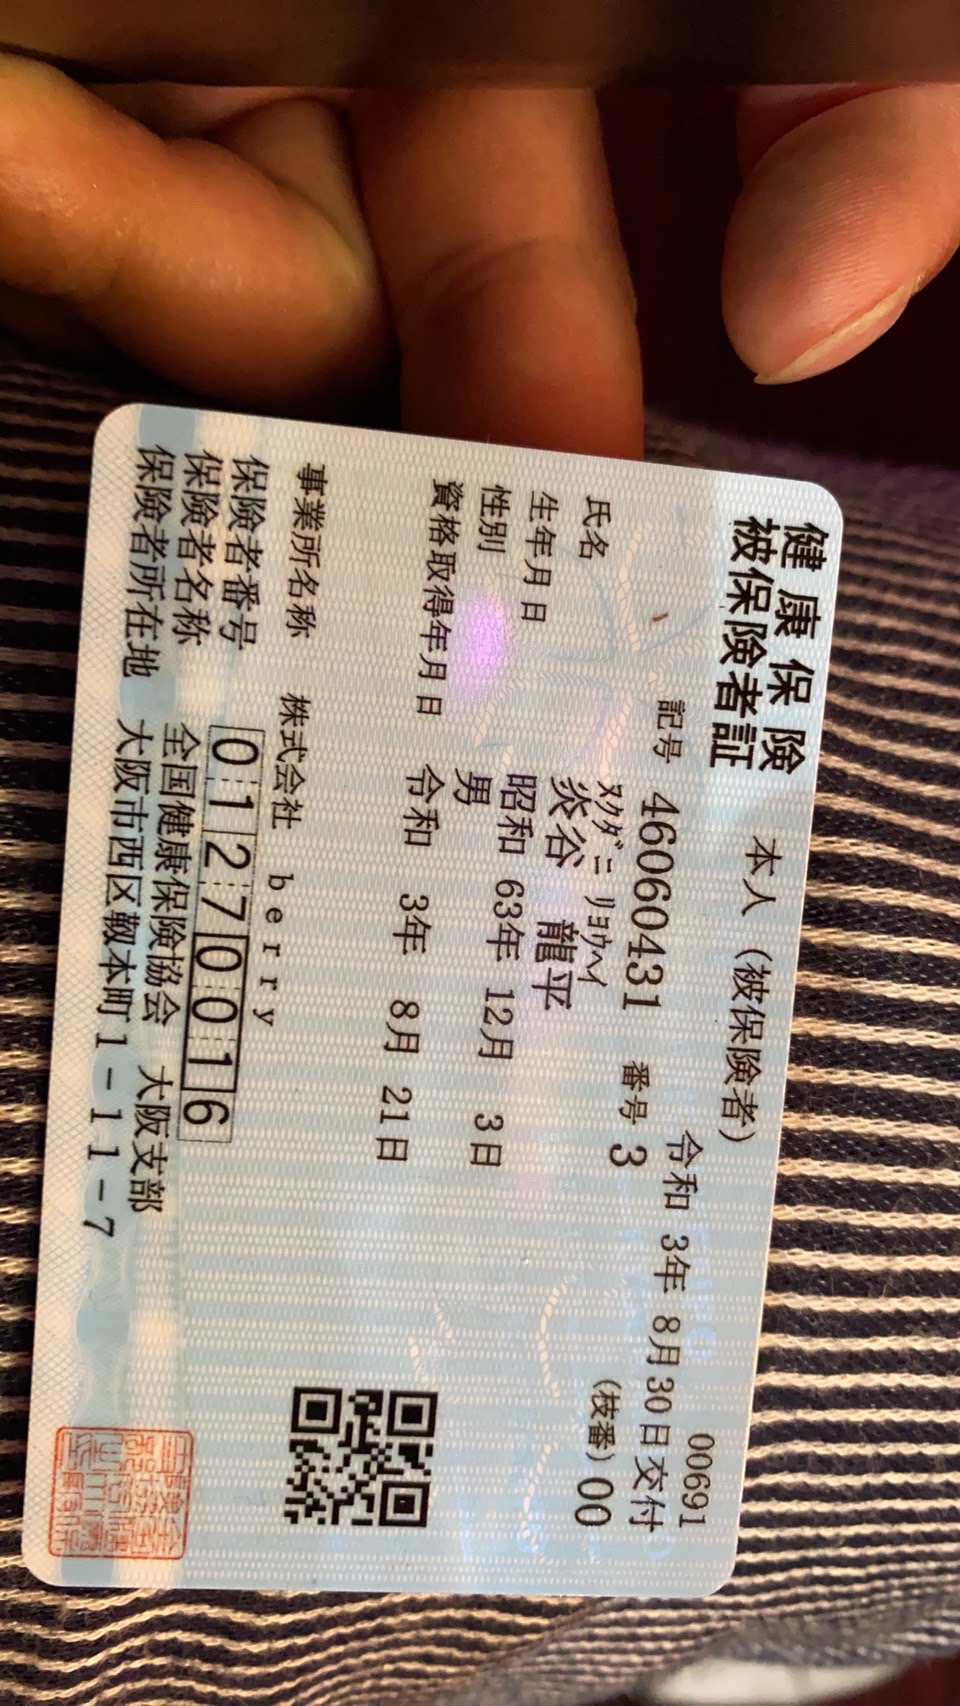 健康保険
被保険者証
本人（被保険者）
00691
令和 3年 8月30日交付
記号 46060431 番号 3 （枝番）00
ﾇｸﾀﾞﾆ ﾘﾖｳﾍｲ
氏名 炎谷 龍平
生年月日 昭和 63年 12月 3日
性別 男
資格取得年月日 令和 3年 8月 21日
事業所名称 株式会社 berry
保険者番号 01270016
保険者名称 全国健康保険協会 大阪支部
保険者所在地 大阪市西区靱本町1-11-7